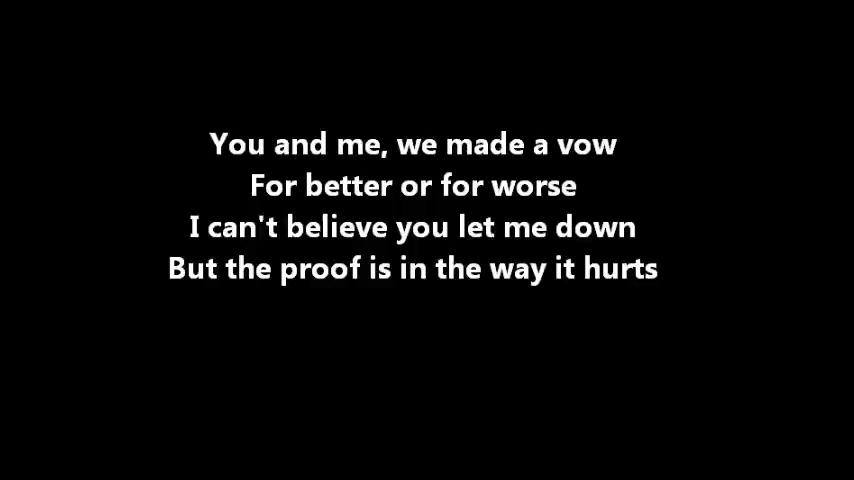 You and me, we made a vow
For better or for worse
I can't believe you let me down
But the proof is in the way it hurts